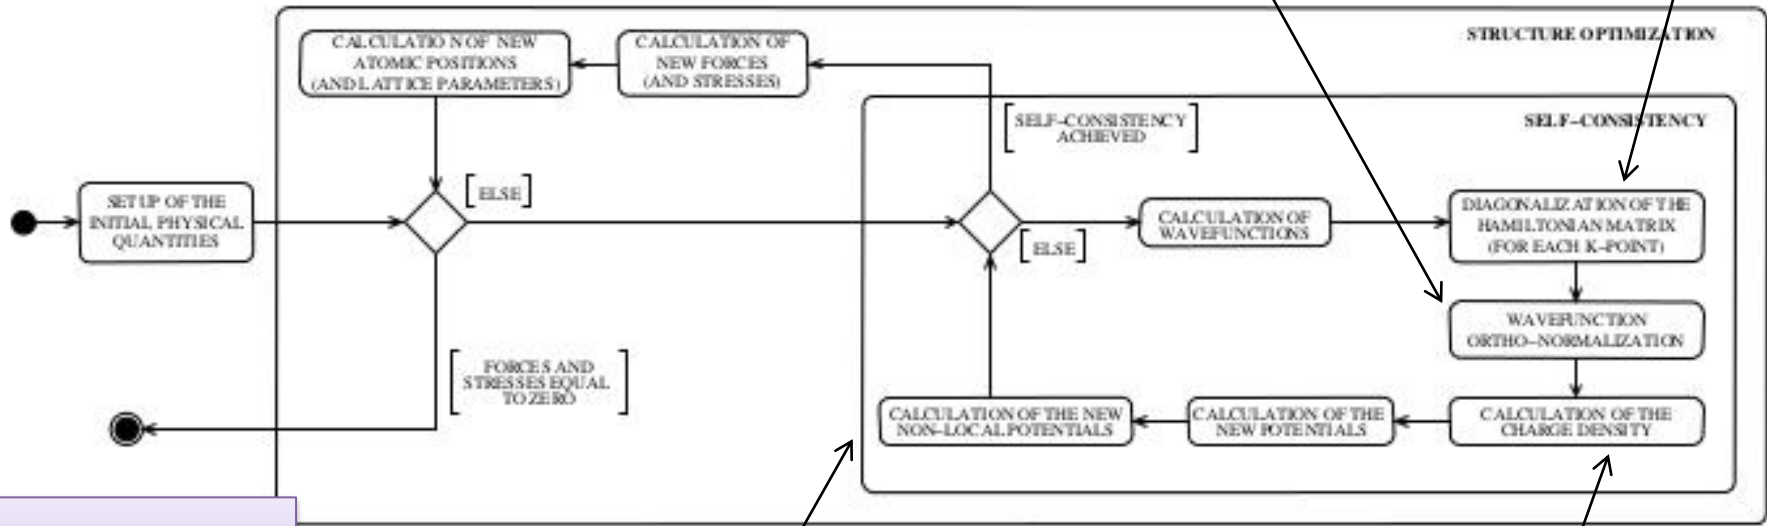 STRUCTURE OPTIMIZATION
CALCULATION OF NEW
ATOMIC POSITIONS
(AND LATTICE PARAMETERS)
CALCULATION OF
NEW FORCES
(AND STRESSES)
SELF-CONSISTENCY
[SELF-CONSISTENCY
ACHIEVED]
SETUP OF THE
INITIAL PHYSICAL
QUANTITIES
[ELSE]
[ELSE]
CALCULATION OF
WAVEFUNCTIONS
DIAGONALIZATION OF THE
HAMILTONIAN MATRIX
(FOR EACH K-POINT)
WAVEFUNCTION
ORTHO-NORMALIZATION
[FORCES AND
STRESSES EQUAL
TO ZERO]
CALCULATION OF THE NEW
NON-LOCAL POTENTIALS
CALCULATION OF THE
NEW POTENTIALS
CALCULATION OF THE
CHARGE DENSITY